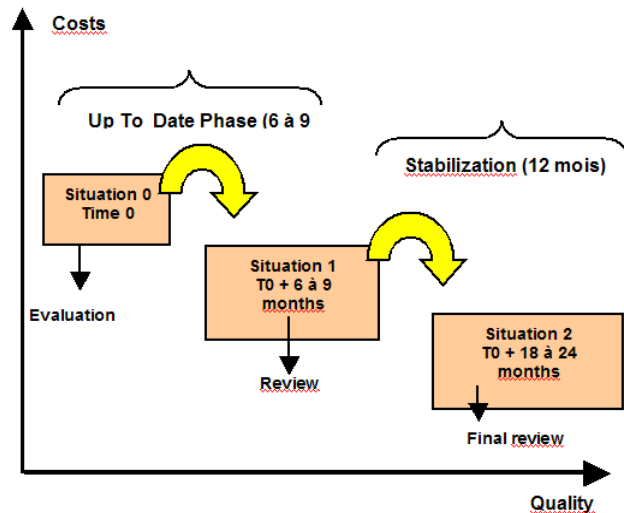 Costs
Up To Date Phase (6 à 9
Stabilization (12 mois)
Situation 0
Time 0
Situation 1
T0 + 6 à 9
months
Evaluation
Situation 2
T0 + 18 à 24
months
Review
Final review
Quality